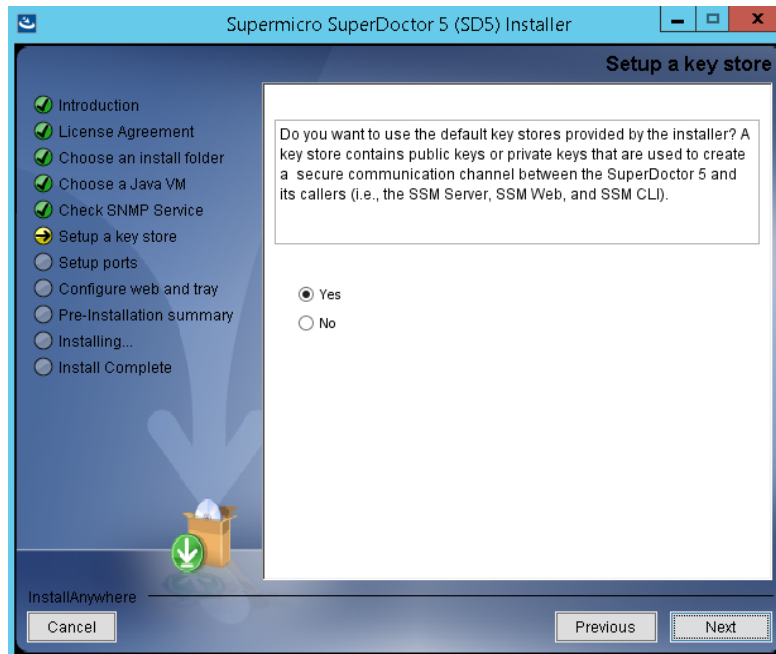 Supermicro SuperDoctor 5 (SD5) Installer
Setup a key store
Introduction
License Agreement
Choose an install folder
Choose a Java VM
Check SNMP Service
Setup a key store
Setup ports
Configure web and tray
Pre-Installation summary
Installing...
Install Complete
Do you want to use the default key stores provided by the installer? A
key store contains public keys or private keys that are used to create
a  secure communication channel between the SuperDoctor 5 and
its callers (i.e., the SSM Server, SSM Web, and SSM CLI).
Yes
No
InstallAnywhere
Cancel
Previous
Next